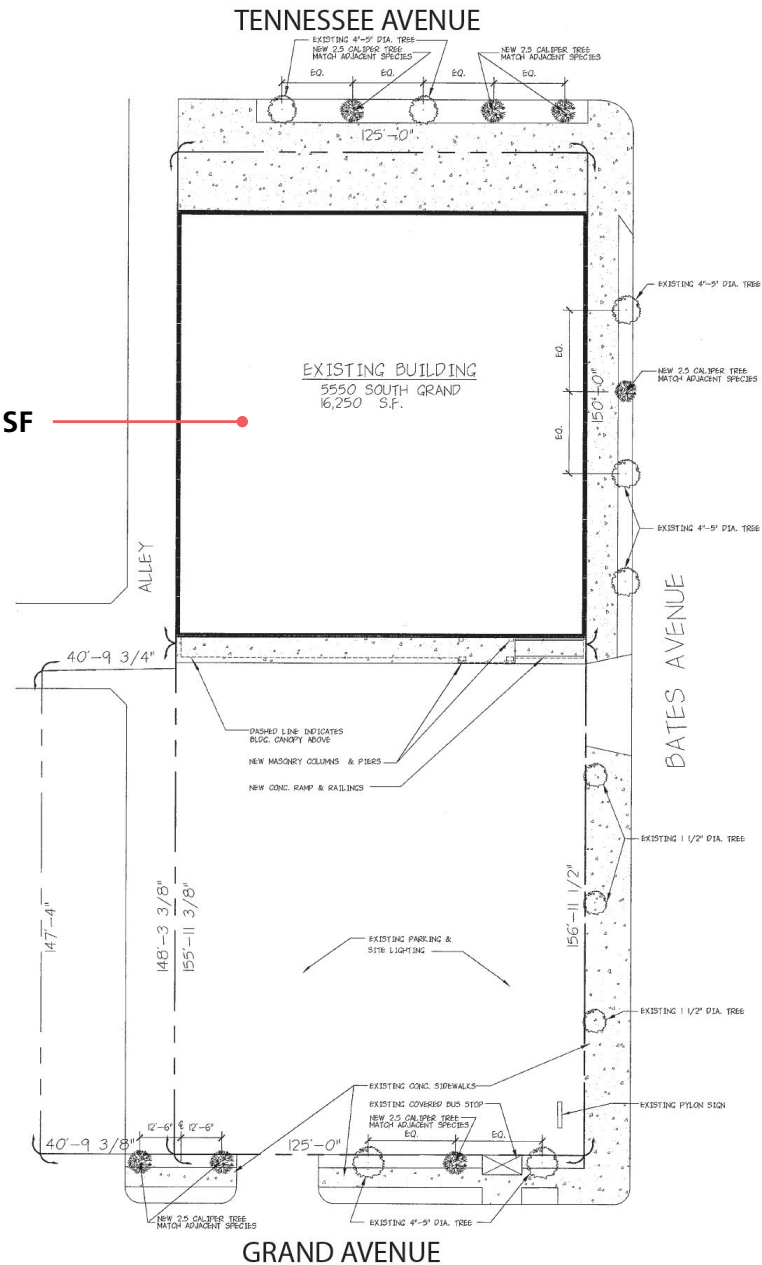 TENNESSEE AVENUE
EXISTING 4"-5" DIA. TREE
NEW 2.5 CALIPER TREE
MATCH ADJACENT SPECIES
NEW 2.5 CALIPER TREE
MATCH ADJACENT SPECIES
EQ. EQ. EQ. EQ.
125'-0"
EXISTING 4"-5" DIA. TREE
EXISTING BUILDING
5550 SOUTH GRAND
16,250 S.F.
EQ.
150'-0"
NEW 2.5 CALIPER TREE
MATCH ADJACENT SPECIES
SF
EQ.
EXISTING 4"-5" DIA. TREE
ALLEY
BATES AVENUE
40'-9 3/4"
DASHED LINE INDICATES
BLDG. CANOPY ABOVE
NEW MASONRY COLUMNS & PIERS
NEW CONC. RAMP & RAILINGS
EXISTING 1 1/2" DIA. TREE
147'-4"
148'-3 3/8"
155'-11 3/8"
156'-11 1/2"
EXISTING PARKING &
SITE LIGHTING
EXISTING 1 1/2" DIA. TREE
EXISTING CONC. SIDEWALKS
EXISTING COVERED BUS STOP
EXISTING PYLON SIGN
NEW 2.5 CALIPER TREE
MATCH ADJACENT SPECIES
12'-6" 12'-6"
EQ. EQ.
40'-9 3/8"
125'-0"
NEW 2.5 CALIPER TREE
MATCH ADJACENT SPECIES
EXISTING 4"-5" DIA. TREE
GRAND AVENUE